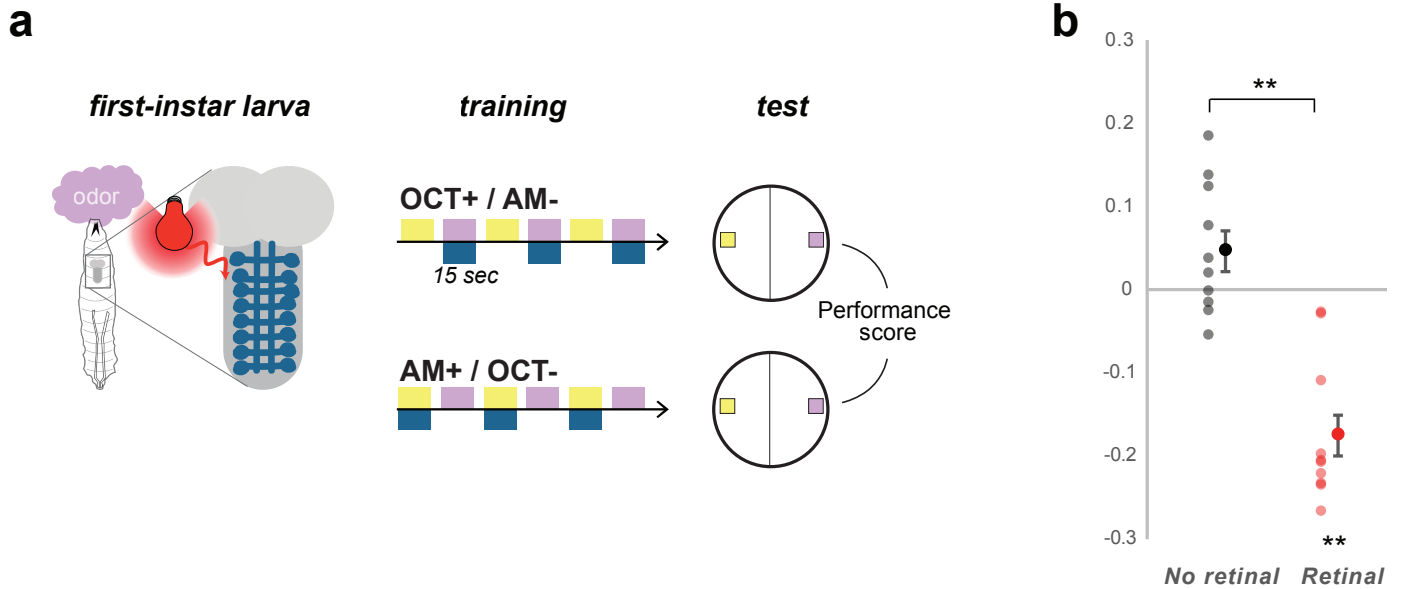 a
first-instar larva
training
test
odor
OCT+ / AM-
15 sec
AM+ / OCT-
Performance
score
b
0.3
0.2
0.1
0
-0.1
-0.2
-0.3
**
**
No retinal
Retinal